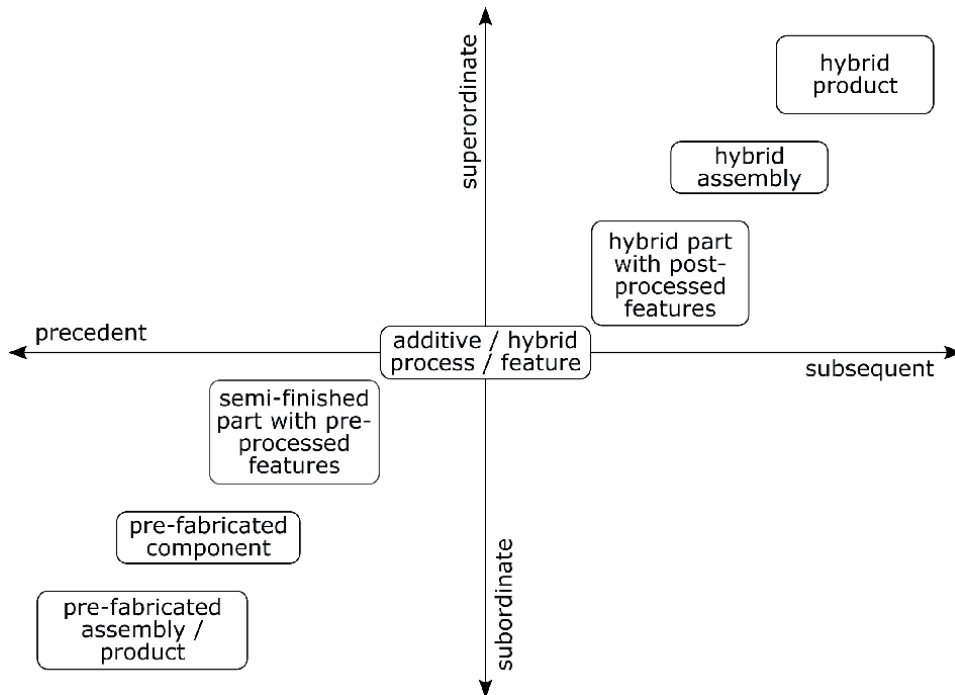 superordinate
hybrid
product
hybrid
assembly
hybrid part
with post-
processed
features
precedent
additive / hybrid
process / feature
subsequent
semi-finished
part with pre-
processed
features
pre-fabricated
component
subordinate
pre-fabricated
assembly /
product